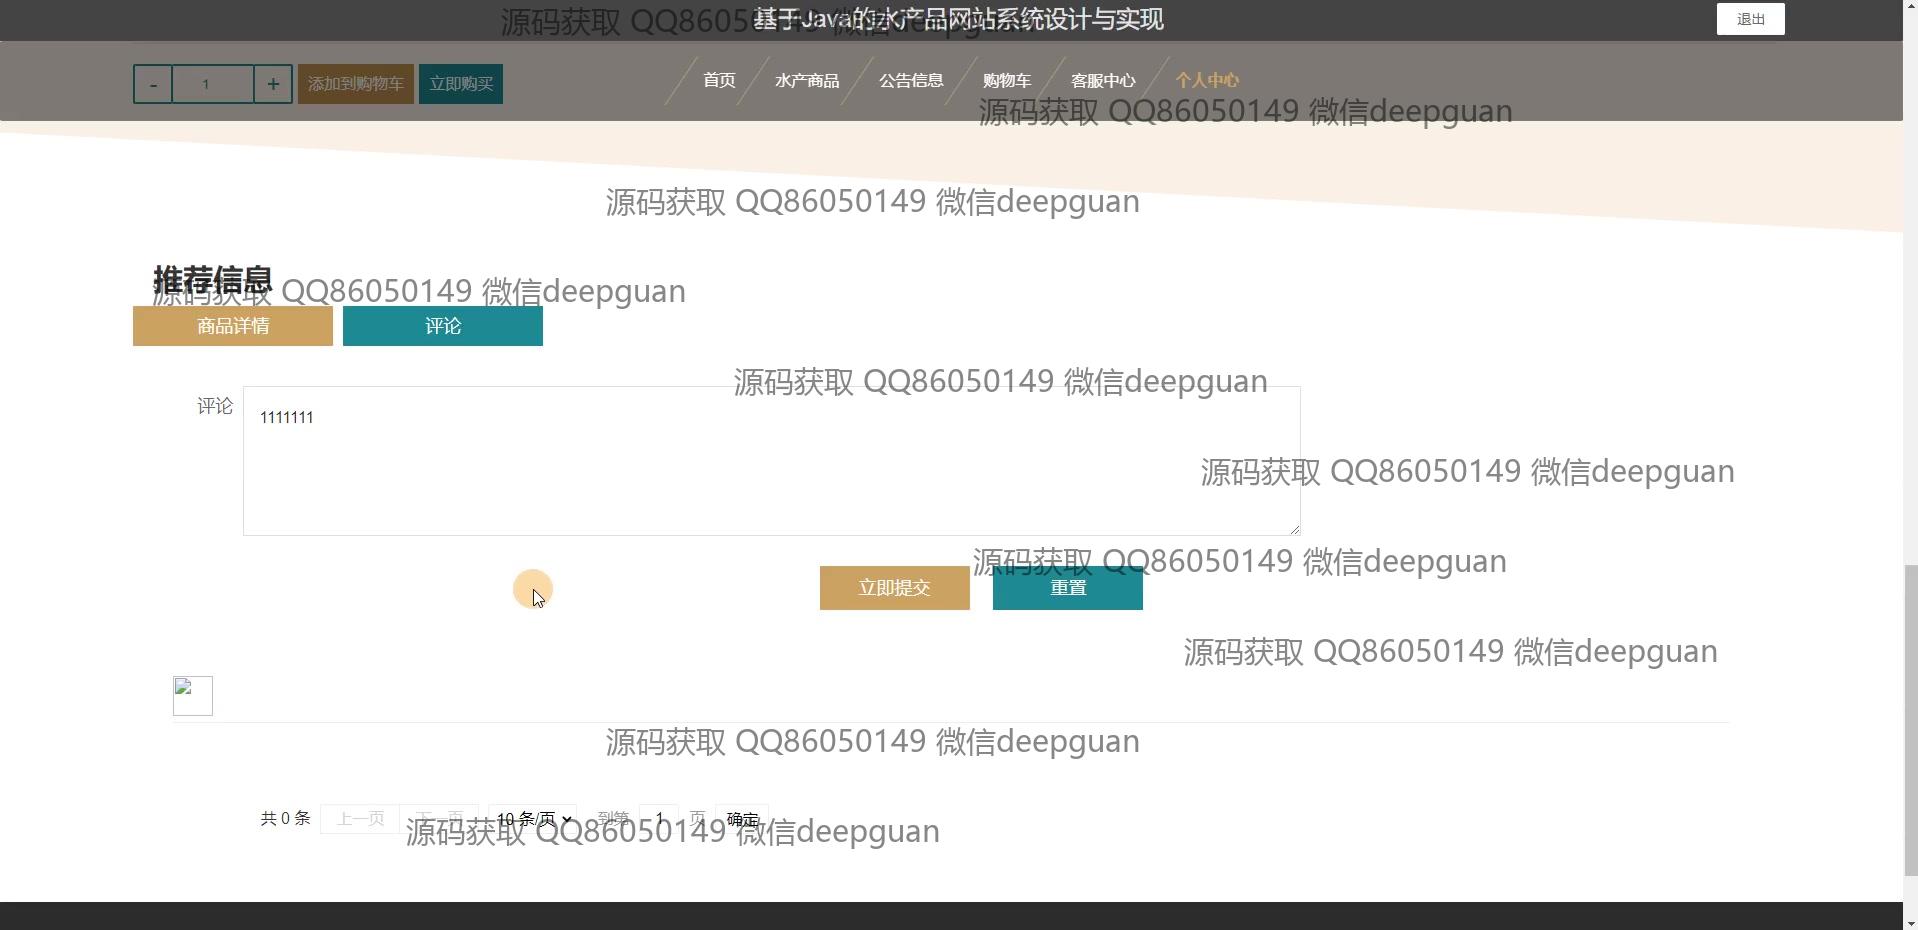 基于Java的水产品网站系统设计与实现
退出
源码获取 QQ86050149 微信deepguan
- 1 + 添加到购物车 立即购买
首页 水产商品 公告信息 购物车 客服中心 个人中心
源码获取 QQ86050149 微信deepguan
源码获取 QQ86050149 微信deepguan
推荐信息
源码获取 QQ86050149 微信deepguan
商品详情 评论
源码获取 QQ86050149 微信deepguan
评论
1111111
源码获取 QQ86050149 微信deepguan
源码获取 QQ86050149 微信deepguan
立即提交 重置
源码获取 QQ86050149 微信deepguan
源码获取 QQ86050149 微信deepguan
共 0 条 上一页 下一页 10 条/页 到第 1 页 确定
源码获取 QQ86050149 微信deepguan